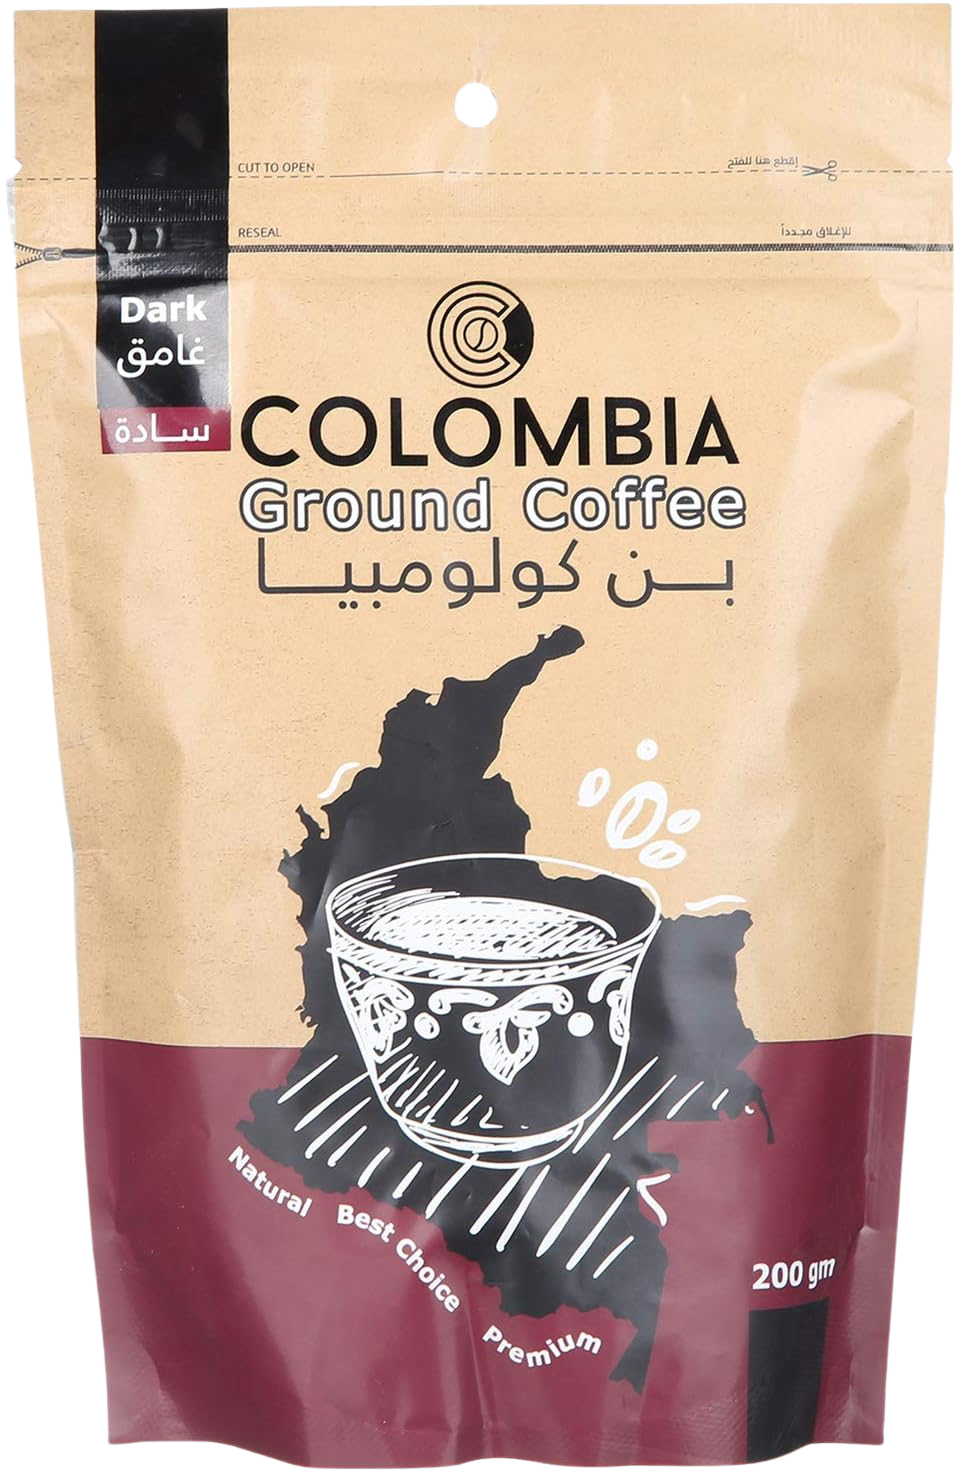 CUT TO OPEN
إقطع هنا للفتح
RESEAL
للإغلاق مجدداً
Dark
غامق
سادة
COLOMBIA
Ground Coffee
بن كولومبيا
Natural Best Choice Premium
200 gm